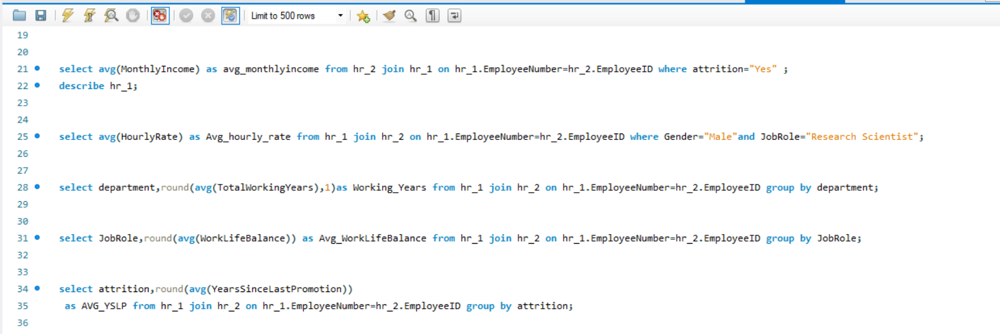 Limit to 500 rows
19
20
21 select avg(MonthlyIncome) as avg_monthlyincome from hr_2 join hr_1 on hr_1.EmployeeNumber=hr_2.EmployeeID where attrition="Yes" ;
22 describe hr_1;
23
24
25 select avg(HourlyRate) as Avg_hourly_rate from hr_1 join hr_2 on hr_1.EmployeeNumber=hr_2.EmployeeID where Gender="Male"and JobRole="Research Scientist";
26
27
28 select department,round(avg(TotalWorkingYears),1)as Working_Years from hr_1 join hr_2 on hr_1.EmployeeNumber=hr_2.EmployeeID group by department;
29
30
31 select JobRole,round(avg(WorkLifeBalance)) as Avg_WorkLifeBalance from hr_1 join hr_2 on hr_1.EmployeeNumber=hr_2.EmployeeID group by JobRole;
32
33
34 select attrition,round(avg(YearsSinceLastPromotion))
35 as AVG_YSLP from hr_1 join hr_2 on hr_1.EmployeeNumber=hr_2.EmployeeID group by attrition;
36